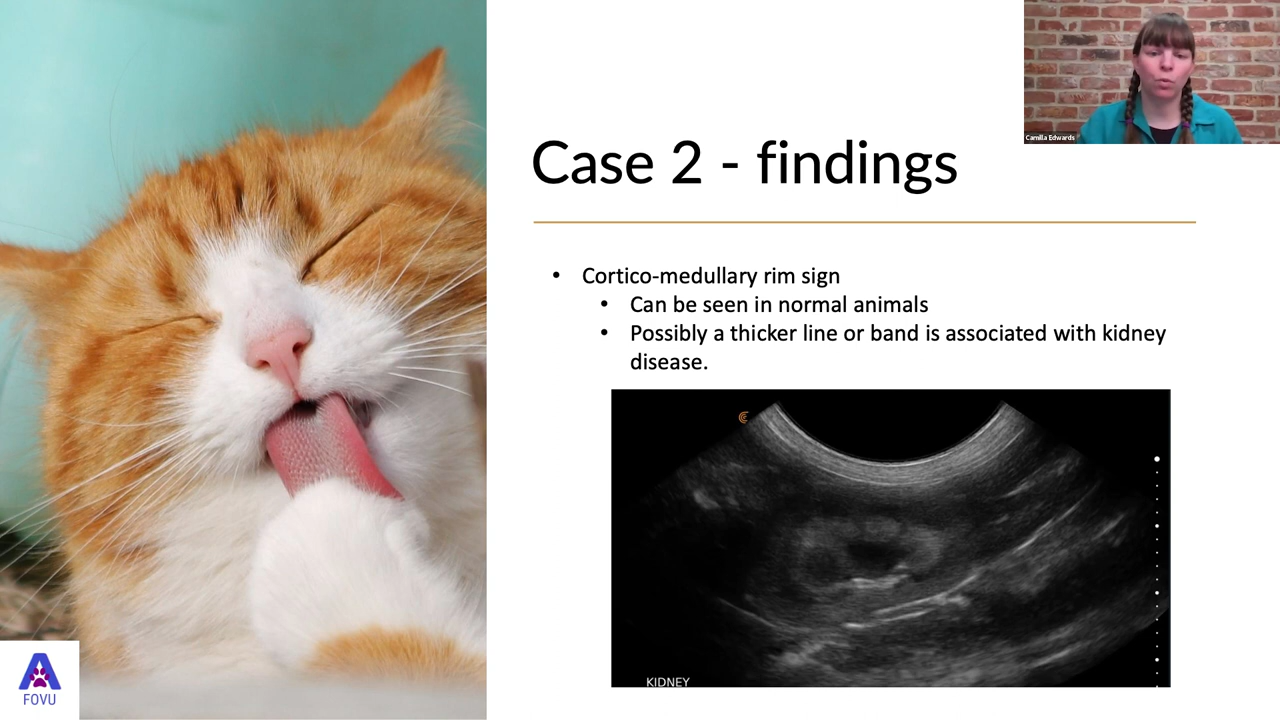 Camilla Edwards
Case 2 - findings
• Cortico-medullary rim sign
• Can be seen in normal animals
• Possibly a thicker line or band is associated with kidney
disease.
KIDNEY
FOVU